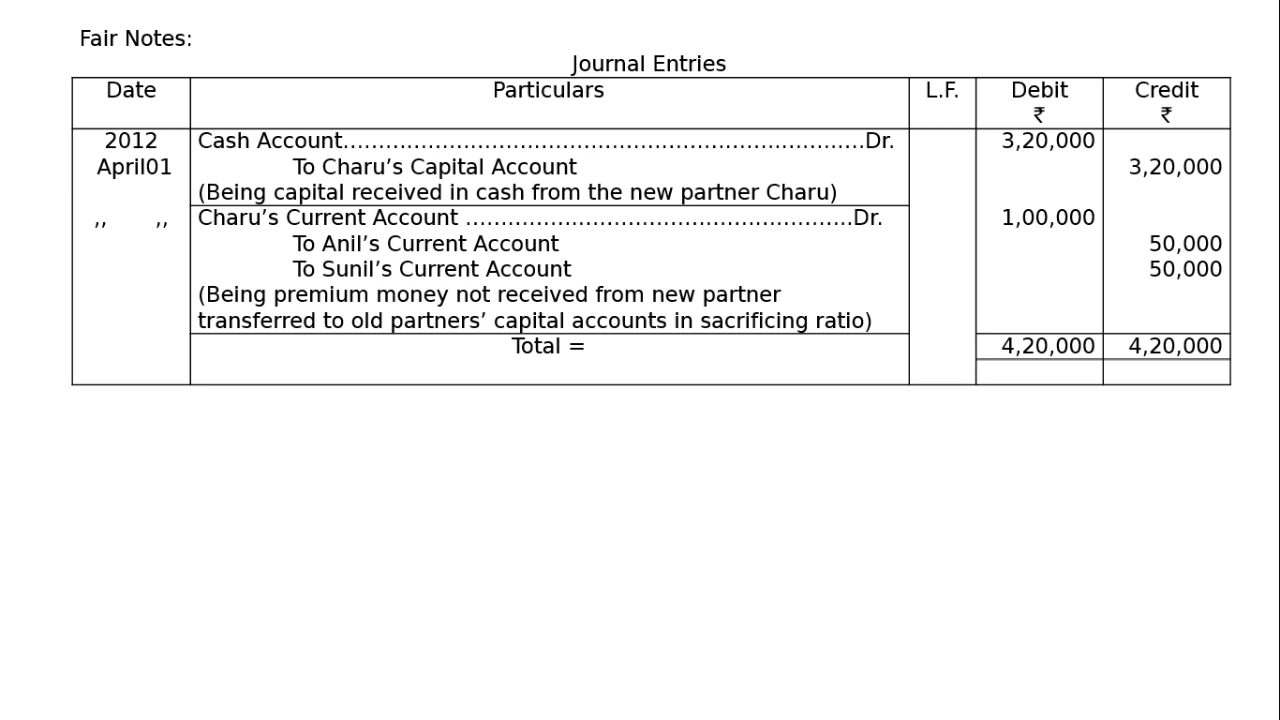 Fair Notes:
Journal Entries
Date Particulars L.F. Debit Credit
₹ ₹
2012 Cash Account……………………………………………………………….Dr. 3,20,000
April01 To Charu’s Capital Account 3,20,000
(Being capital received in cash from the new partner Charu)
,, ,, Charu’s Current Account ………………………………………………Dr. 1,00,000
To Anil’s Current Account 50,000
To Sunil’s Current Account 50,000
(Being premium money not received from new partner
transferred to old partners’ capital accounts in sacrificing ratio)
Total = 4,20,000 4,20,000